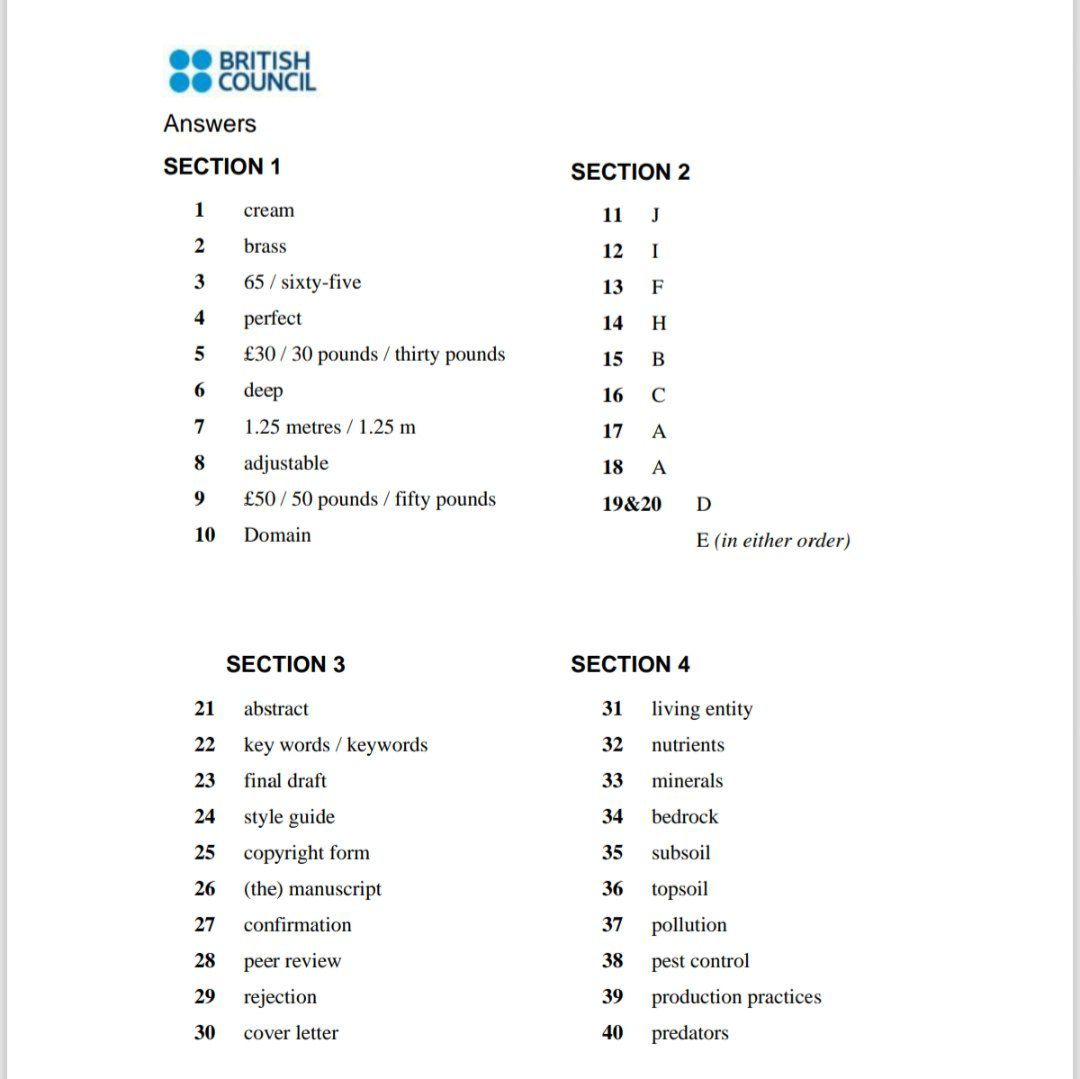 BRITISH
COUNCIL
Answers
SECTION 1
1 cream
2 brass
3 65 / sixty-five
4 perfect
5 £30 / 30 pounds / thirty pounds
6 deep
7 1.25 metres / 1.25 m
8 adjustable
9 £50 / 50 pounds / fifty pounds
10 Domain
SECTION 2
11 J
12 I
13 F
14 H
15 B
16 C
17 A
18 A
19&20 D
E (in either order)
SECTION 3
21 abstract
22 key words / keywords
23 final draft
24 style guide
25 copyright form
26 (the) manuscript
27 confirmation
28 peer review
29 rejection
30 cover letter
SECTION 4
31 living entity
32 nutrients
33 minerals
34 bedrock
35 subsoil
36 topsoil
37 pollution
38 pest control
39 production practices
40 predators